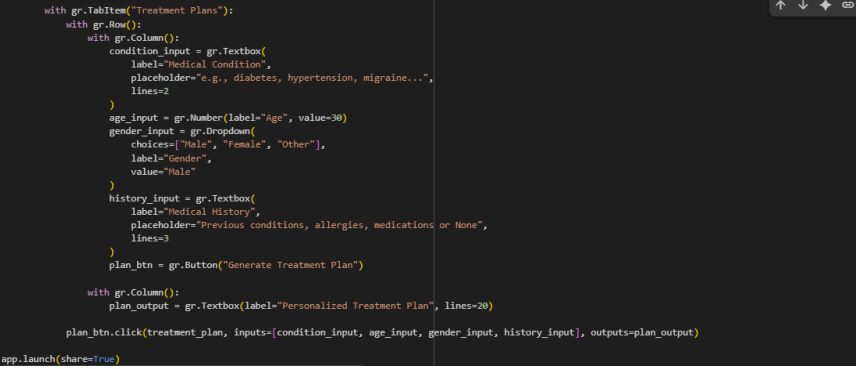 with gr.TabItem("Treatment Plans"):
with gr.Row():
with gr.Column():
condition_input = gr.Textbox(
label="Medical Condition",
placeholder="e.g., diabetes, hypertension, migraine...",
lines=2
)
age_input = gr.Number(label="Age", value=30)
gender_input = gr.Dropdown(
choices=["Male", "Female", "Other"],
label="Gender",
value="Male"
)
history_input = gr.Textbox(
label="Medical History",
placeholder="Previous conditions, allergies, medications or None",
lines=3
)
plan_btn = gr.Button("Generate Treatment Plan")
with gr.Column():
plan_output = gr.Textbox(label="Personalized Treatment Plan", lines=20)
plan_btn.click(treatment_plan, inputs=[condition_input, age_input, gender_input, history_input], outputs=plan_output)
app.launch(share=True)